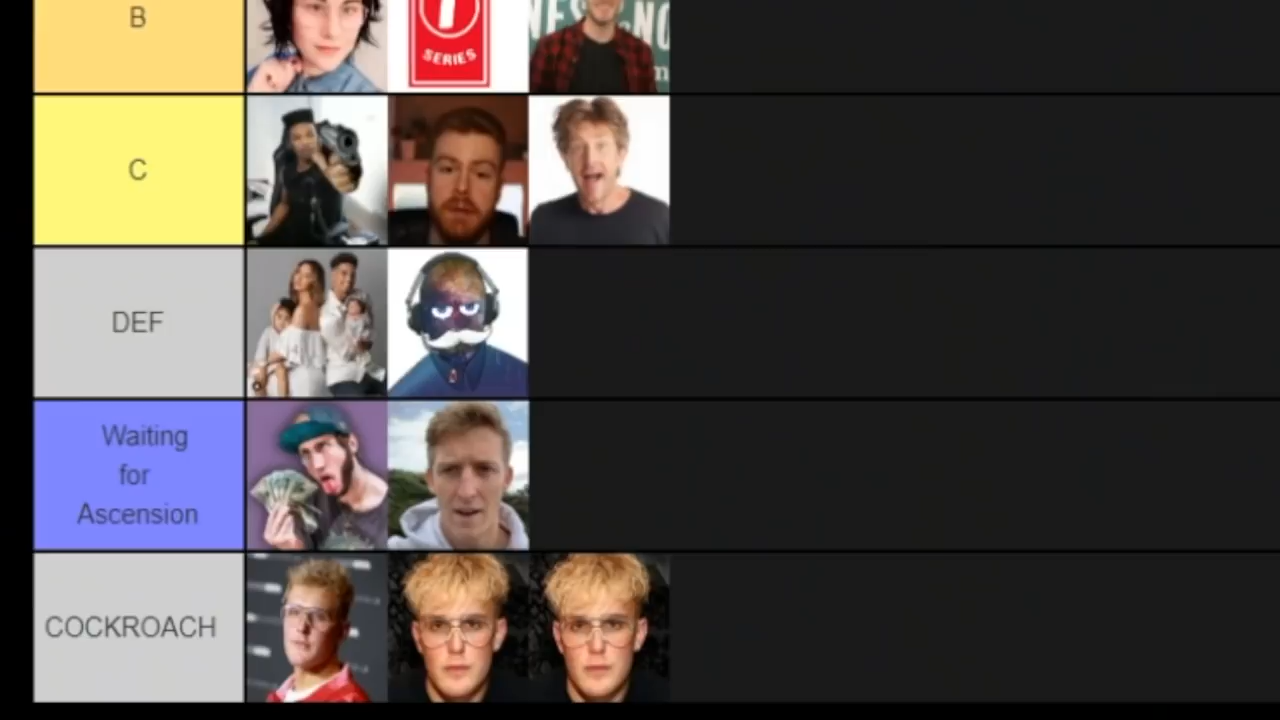 B
SERIES
C
DEF
Waiting
for
Ascension
COCKROACH